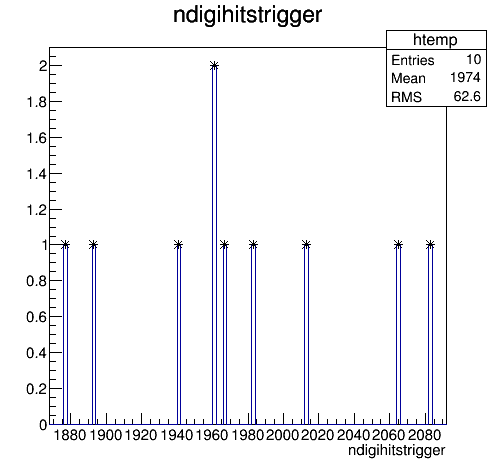 ndigihitstrigger
htemp
Entries 10
Mean 1974
RMS 62.6
2
1.8
1.6
1.4
1.2
1
0.8
0.6
0.4
0.2
0
1880 1900 1920 1940 1960 1980 2000 2020 2040 2060 2080
ndigihitstrigger